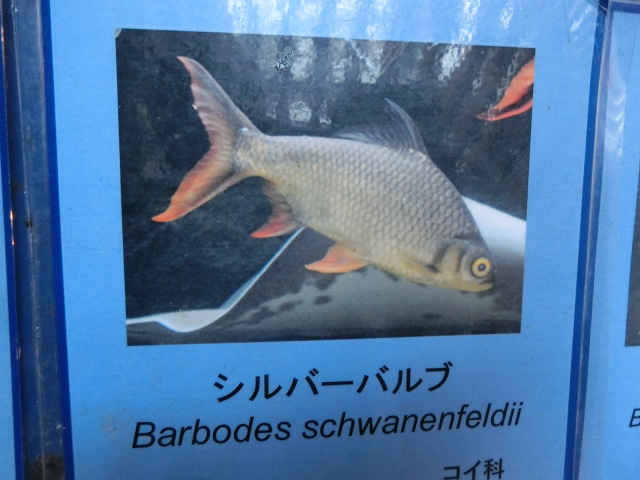 シルバーバルブ
Barbodes schwanenfeldii
コイ科